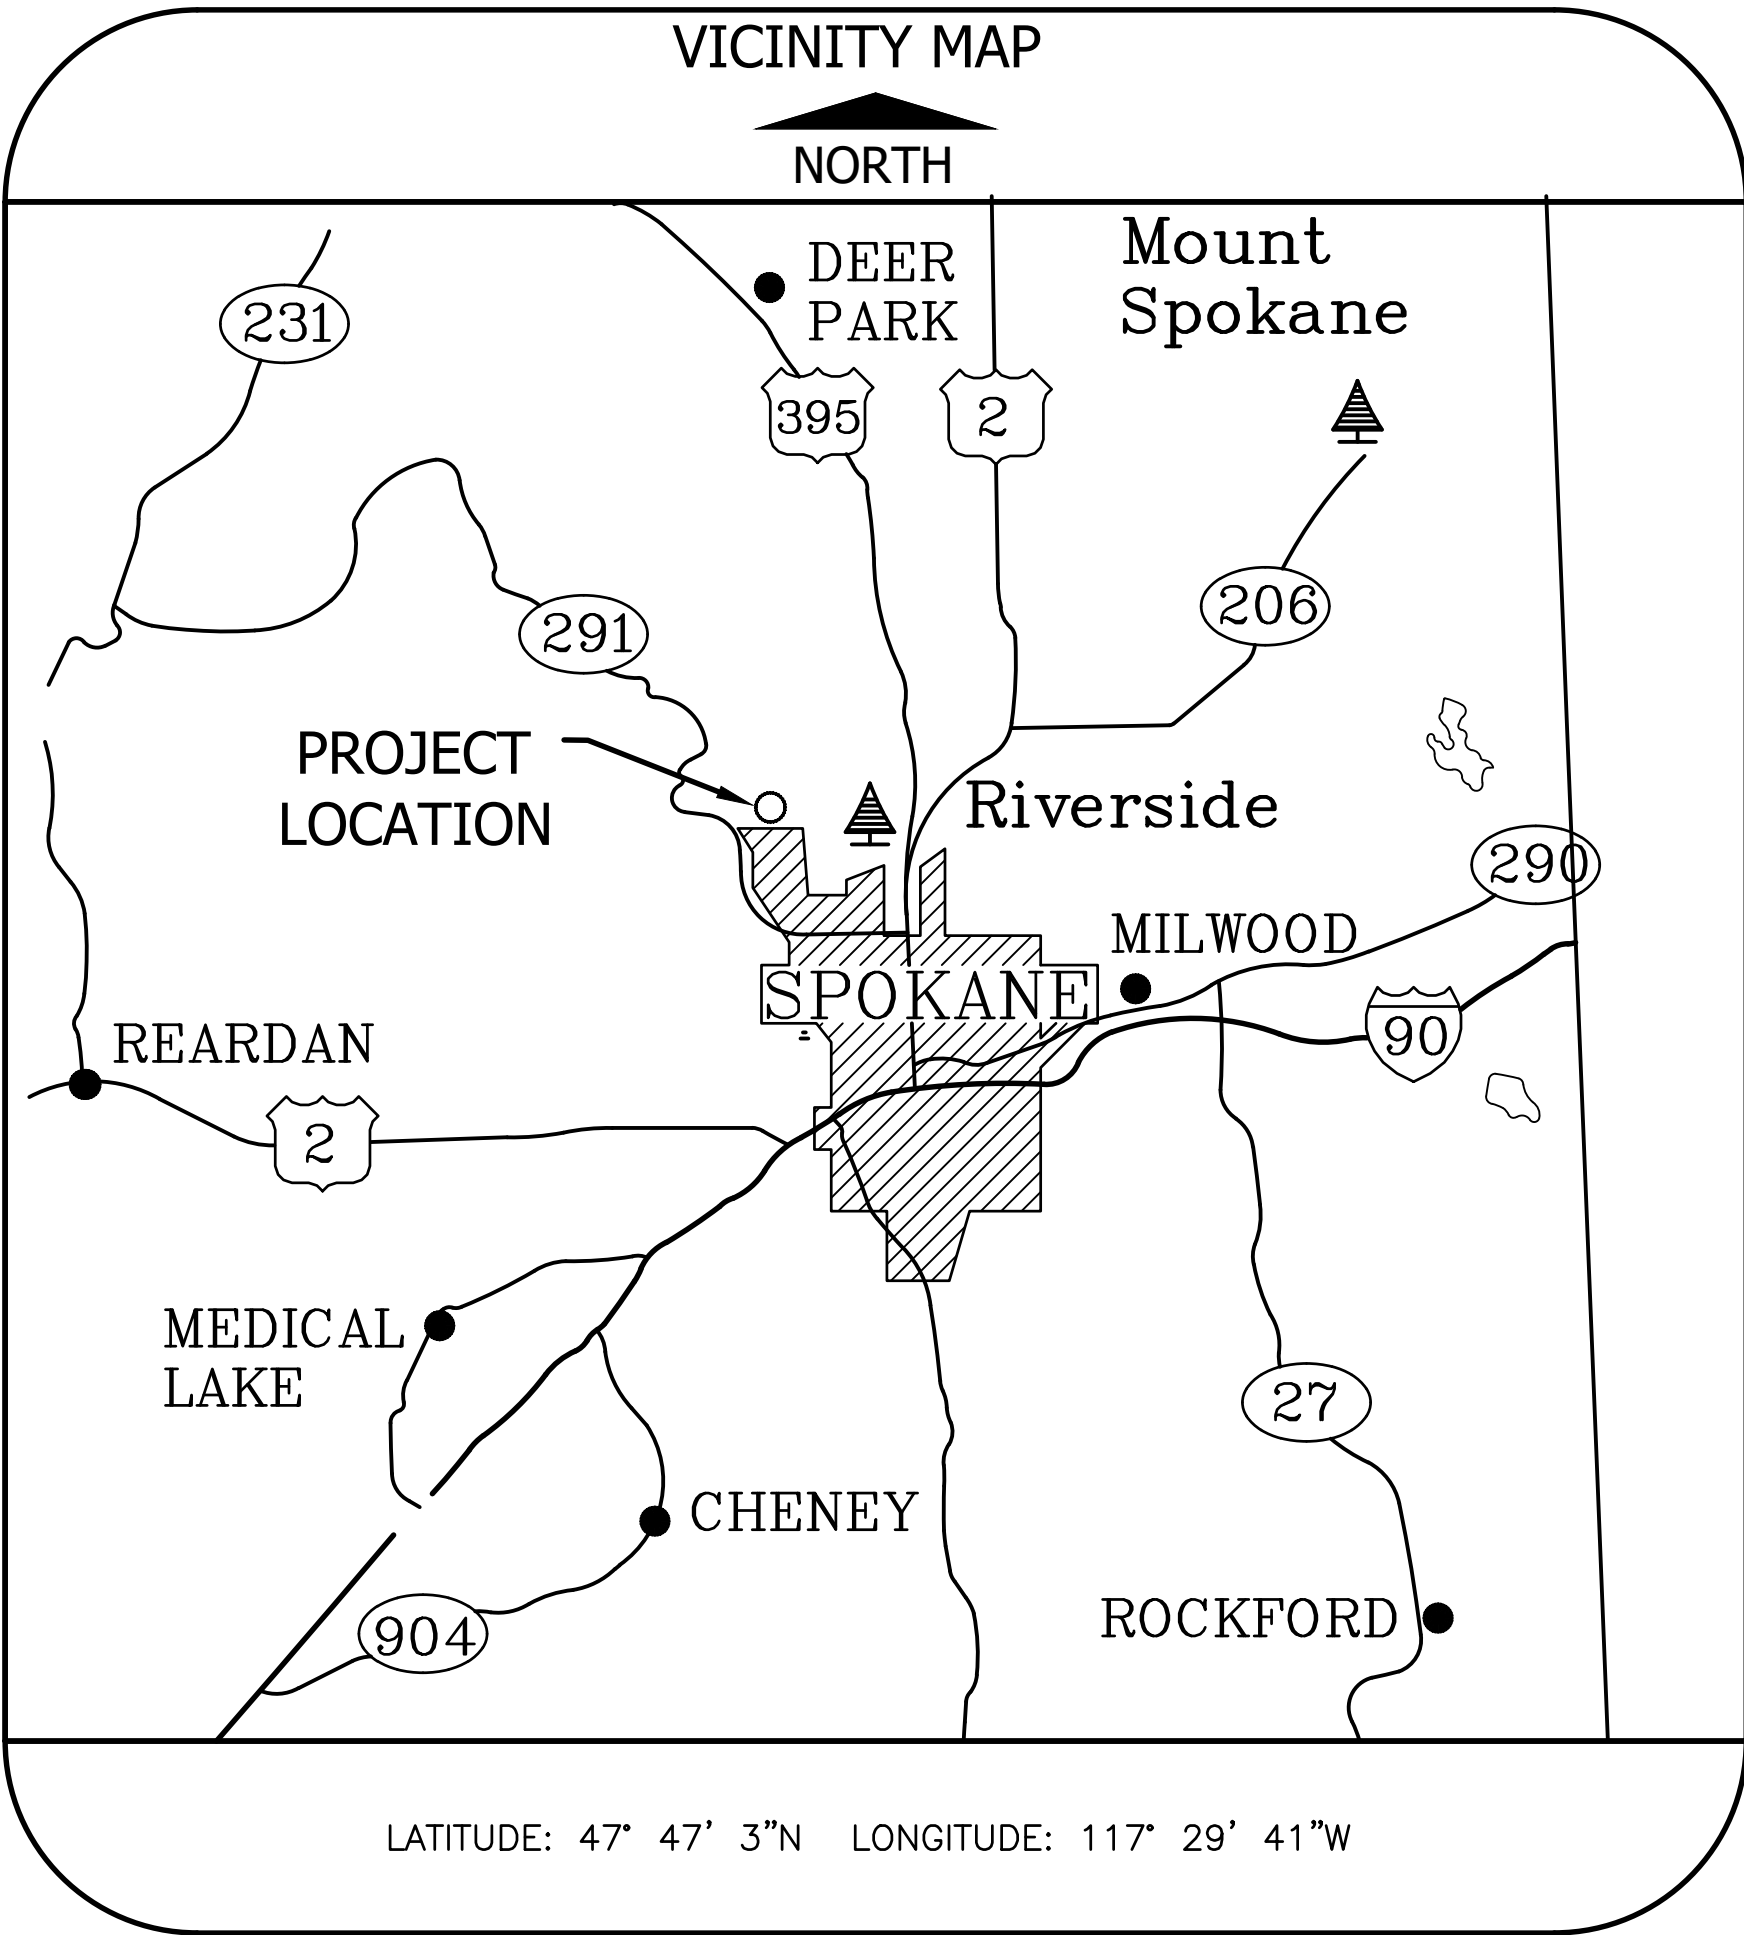 VICINITY MAP
NORTH
Mount
Spokane
DEER
PARK
231
395
2
206
291
PROJECT
LOCATION
Riverside
290
MILWOOD
SPOKANE
90
REARDAN
2
MEDICAL
LAKE
27
CHENEY
ROCKFORD
904
LATITUDE: 47° 47' 3"N LONGITUDE: 117° 29' 41"W